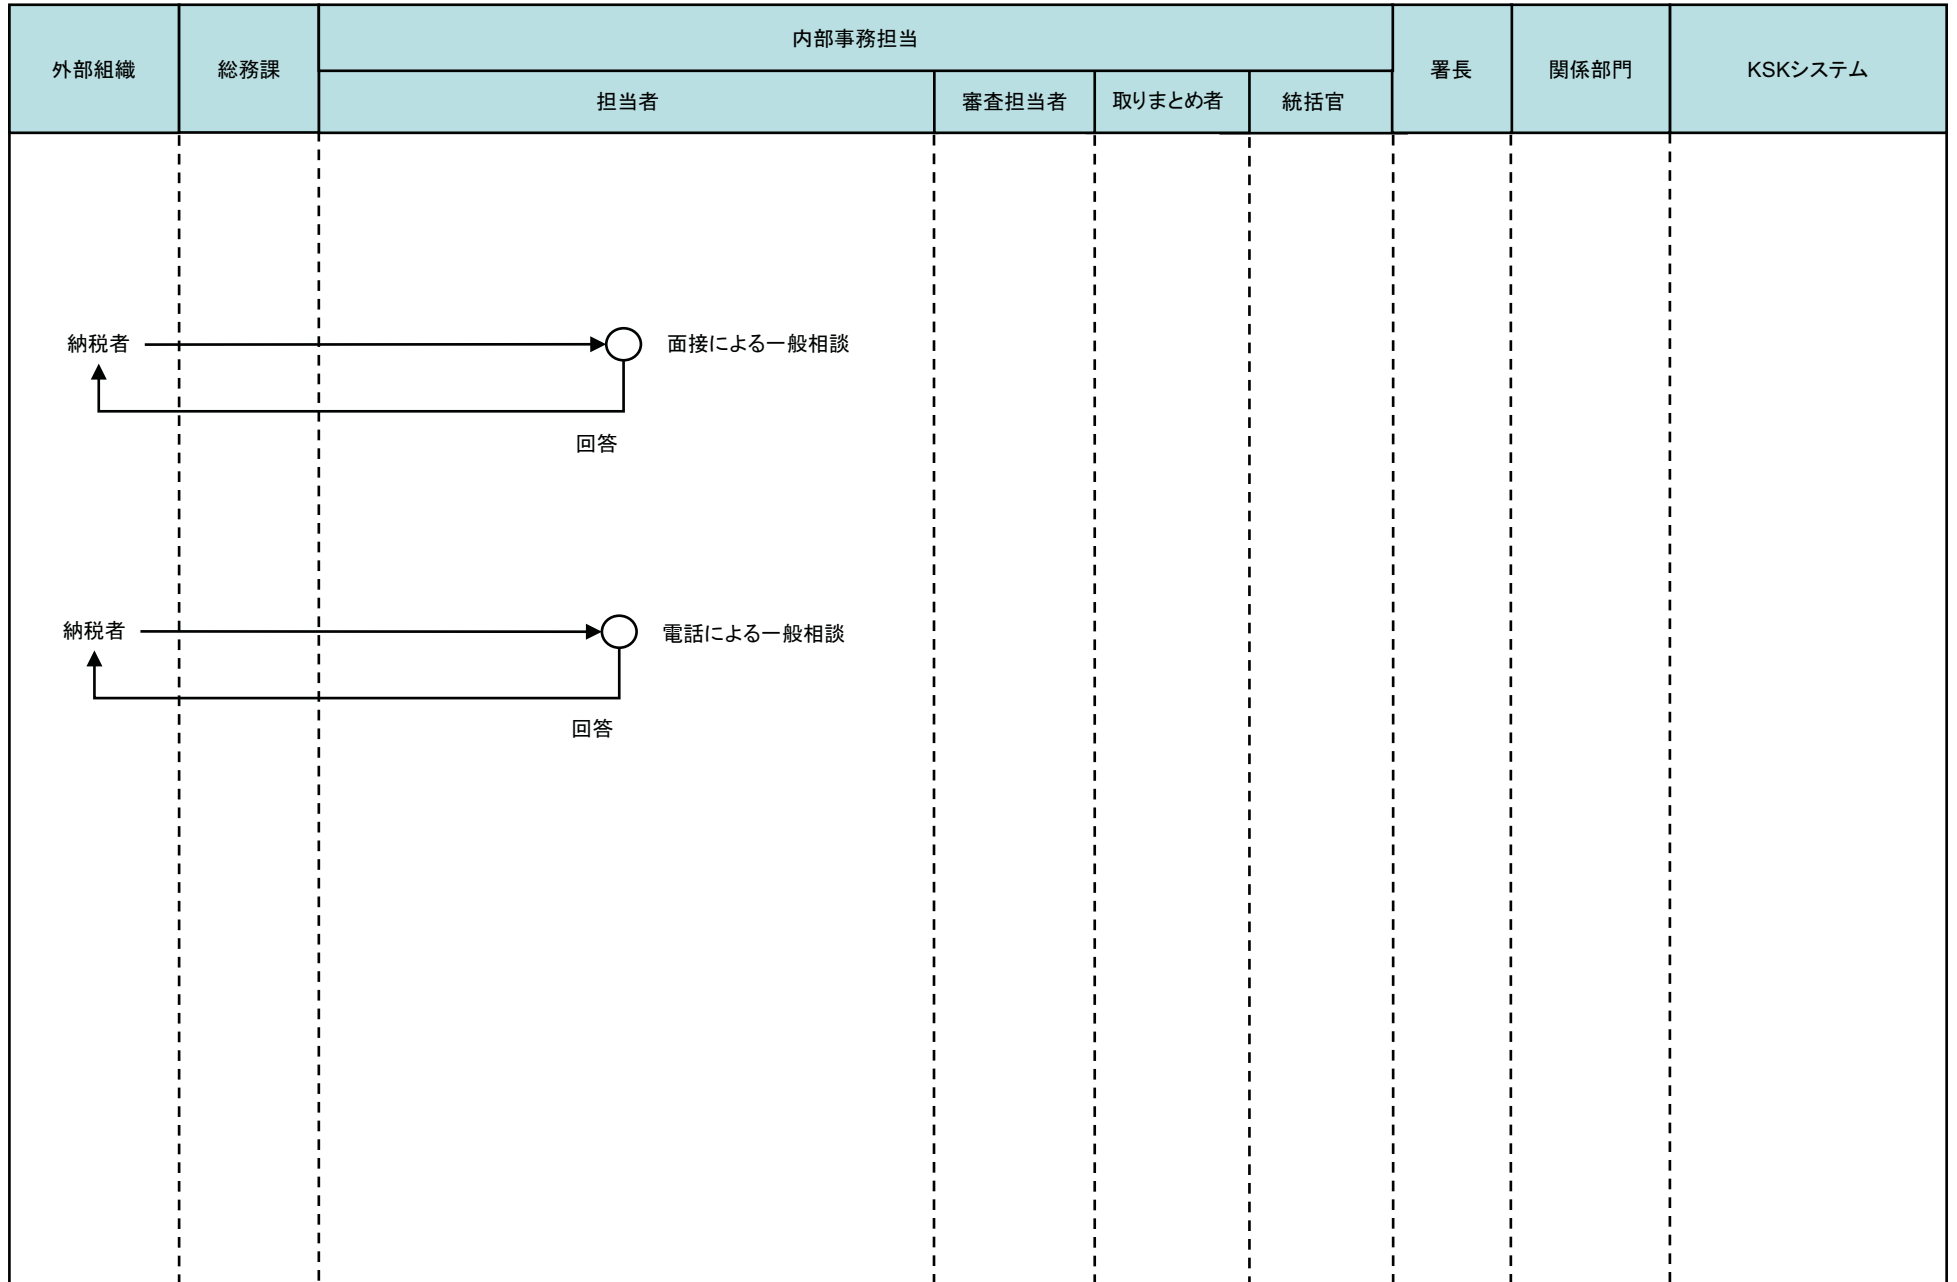 外部組織
総務課
内部事務担当
担当者
審査担当者
取りまとめ者
統括官
署長
関係部門
KSKシステム
納税者
面接による一般相談
回答
納税者
電話による一般相談
回答